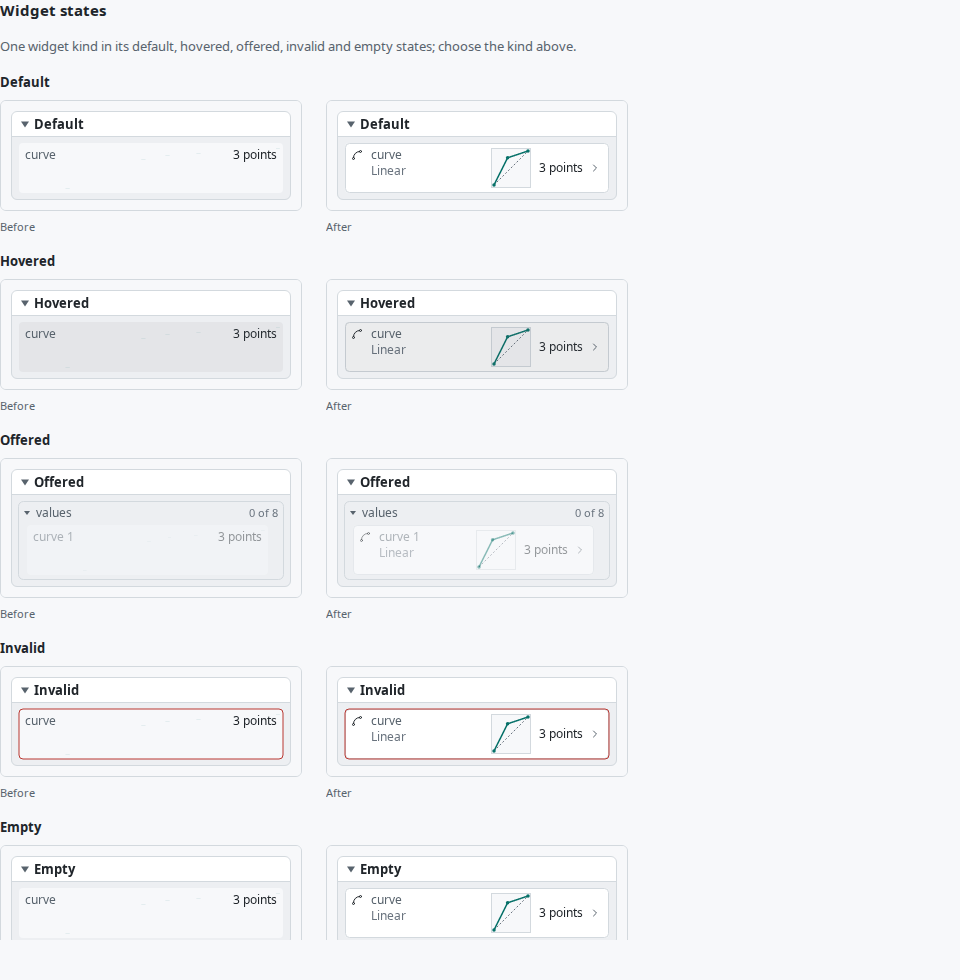 Widget states
One widget kind in its default, hovered, offered, invalid and empty states; choose the kind above.
Default
Default
curve 3 points
Before
Default
curve
Linear
3 points
After
Hovered
Hovered
curve 3 points
Before
Hovered
curve
Linear
3 points
After
Offered
Offered
values 0 of 8
curve 1 3 points
Before
Offered
values 0 of 8
curve 1
Linear
3 points
After
Invalid
Invalid
curve 3 points
Before
Invalid
curve
Linear
3 points
After
Empty
Empty
curve 3 points
Empty
curve
Linear
3 points